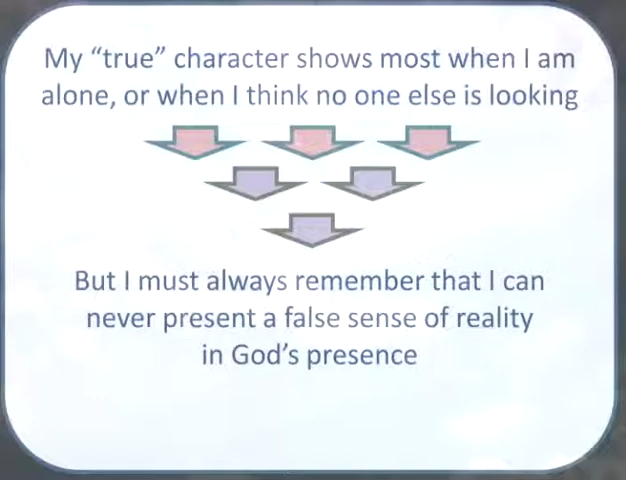 My “true” character shows most when I am
alone, or when I think no one else is looking
But I must always remember that I can
never present a false sense of reality
in God’s presence